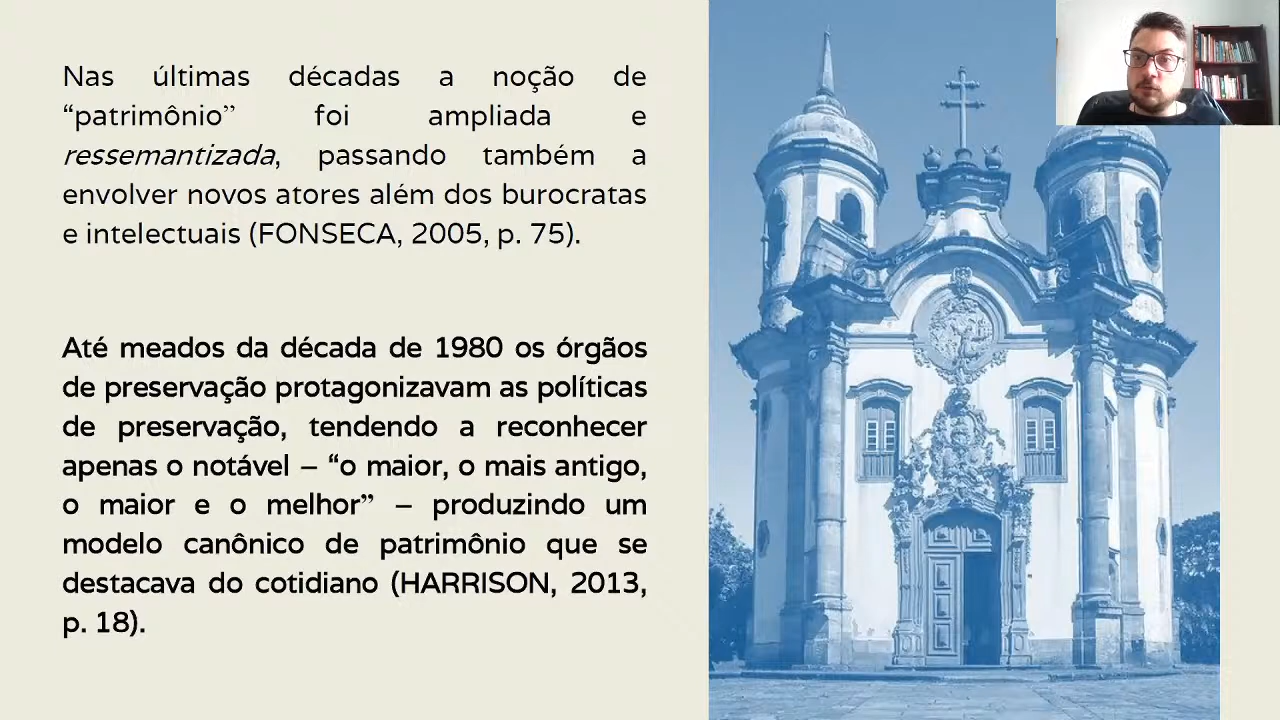 Nas últimas décadas a noção de
“patrimônio” foi ampliada e
ressemantizada, passando também a
envolver novos atores além dos burocratas
e intelectuais (FONSECA, 2005, p. 75).
Até meados da década de 1980 os órgãos
de preservação protagonizavam as políticas
de preservação, tendendo a reconhecer
apenas o notável – “o maior, o mais antigo,
o maior e o melhor” – produzindo um
modelo canônico de patrimônio que se
destacava do cotidiano (HARRISON, 2013,
p. 18).